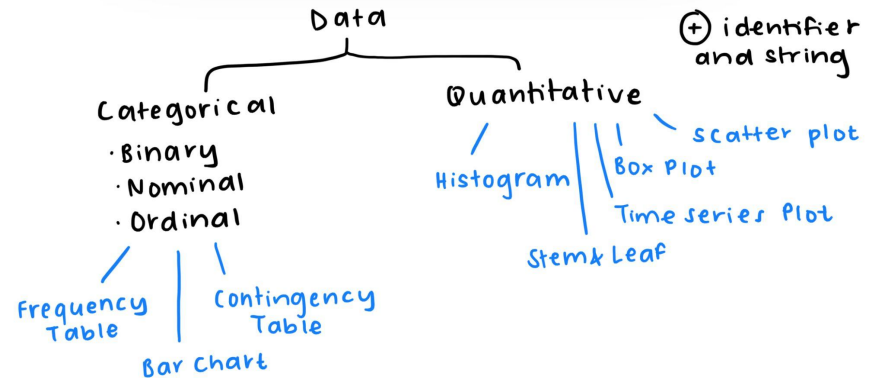 Data
⊕ identifier
and string
Categorical
· Binary
· Nominal
· Ordinal
Quantitative
Frequency
Table
Bar Chart
Contingency
Table
Histogram
Stem & Leaf
Time series Plot
Box Plot
scatter plot